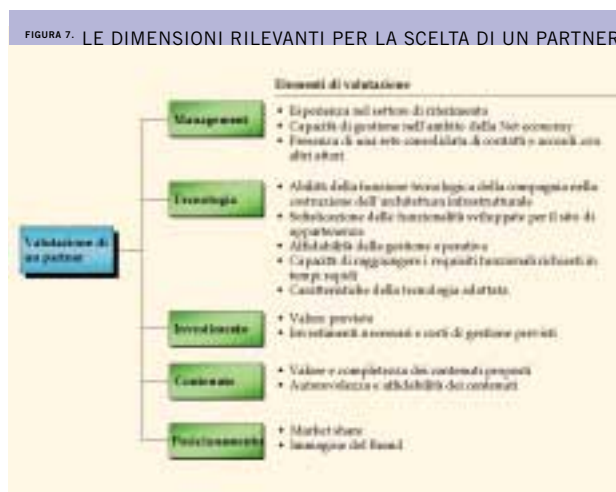 FIGURA 7. LE DIMENSIONI RILEVANTI PER LA SCELTA DI UN PARTNER
Elementi di valutazione
Management
• Esperienza nel settore di riferimento
• Capacità di gestione nell'ambito della Net economy
• Presenza di una rete consolidata di contatti e accordi con
altri attori
Tecnologia
• Abilità della funzione tecnologica della compagnia nella
costruzione dell'architettura infrastrutturale
• Sofisticazione delle funzionalità sviluppate per il sito di
appartenenza
• Affidabilità della gestione operativa
• Capacità di raggiungere i requisiti funzionali richiesti in
tempi rapidi
• Caratteristiche della tecnologia adottata
Valutazione di
un partner
Investimento
• Valore previsto
• Investimenti necessari e costi di gestione previsti
Contenuto
• Valore e completezza dei contenuti proposti
• Autorevolezza e affidabilità dei contenuti
Posizionamento
• Market share
• Immagine del Brand